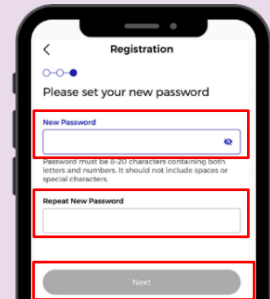 Registration
Please set your new password
New Password
Password must be 8-20 characters containing both
letters and numbers. It should not include spaces or
special characters.
Repeat New Password
Next